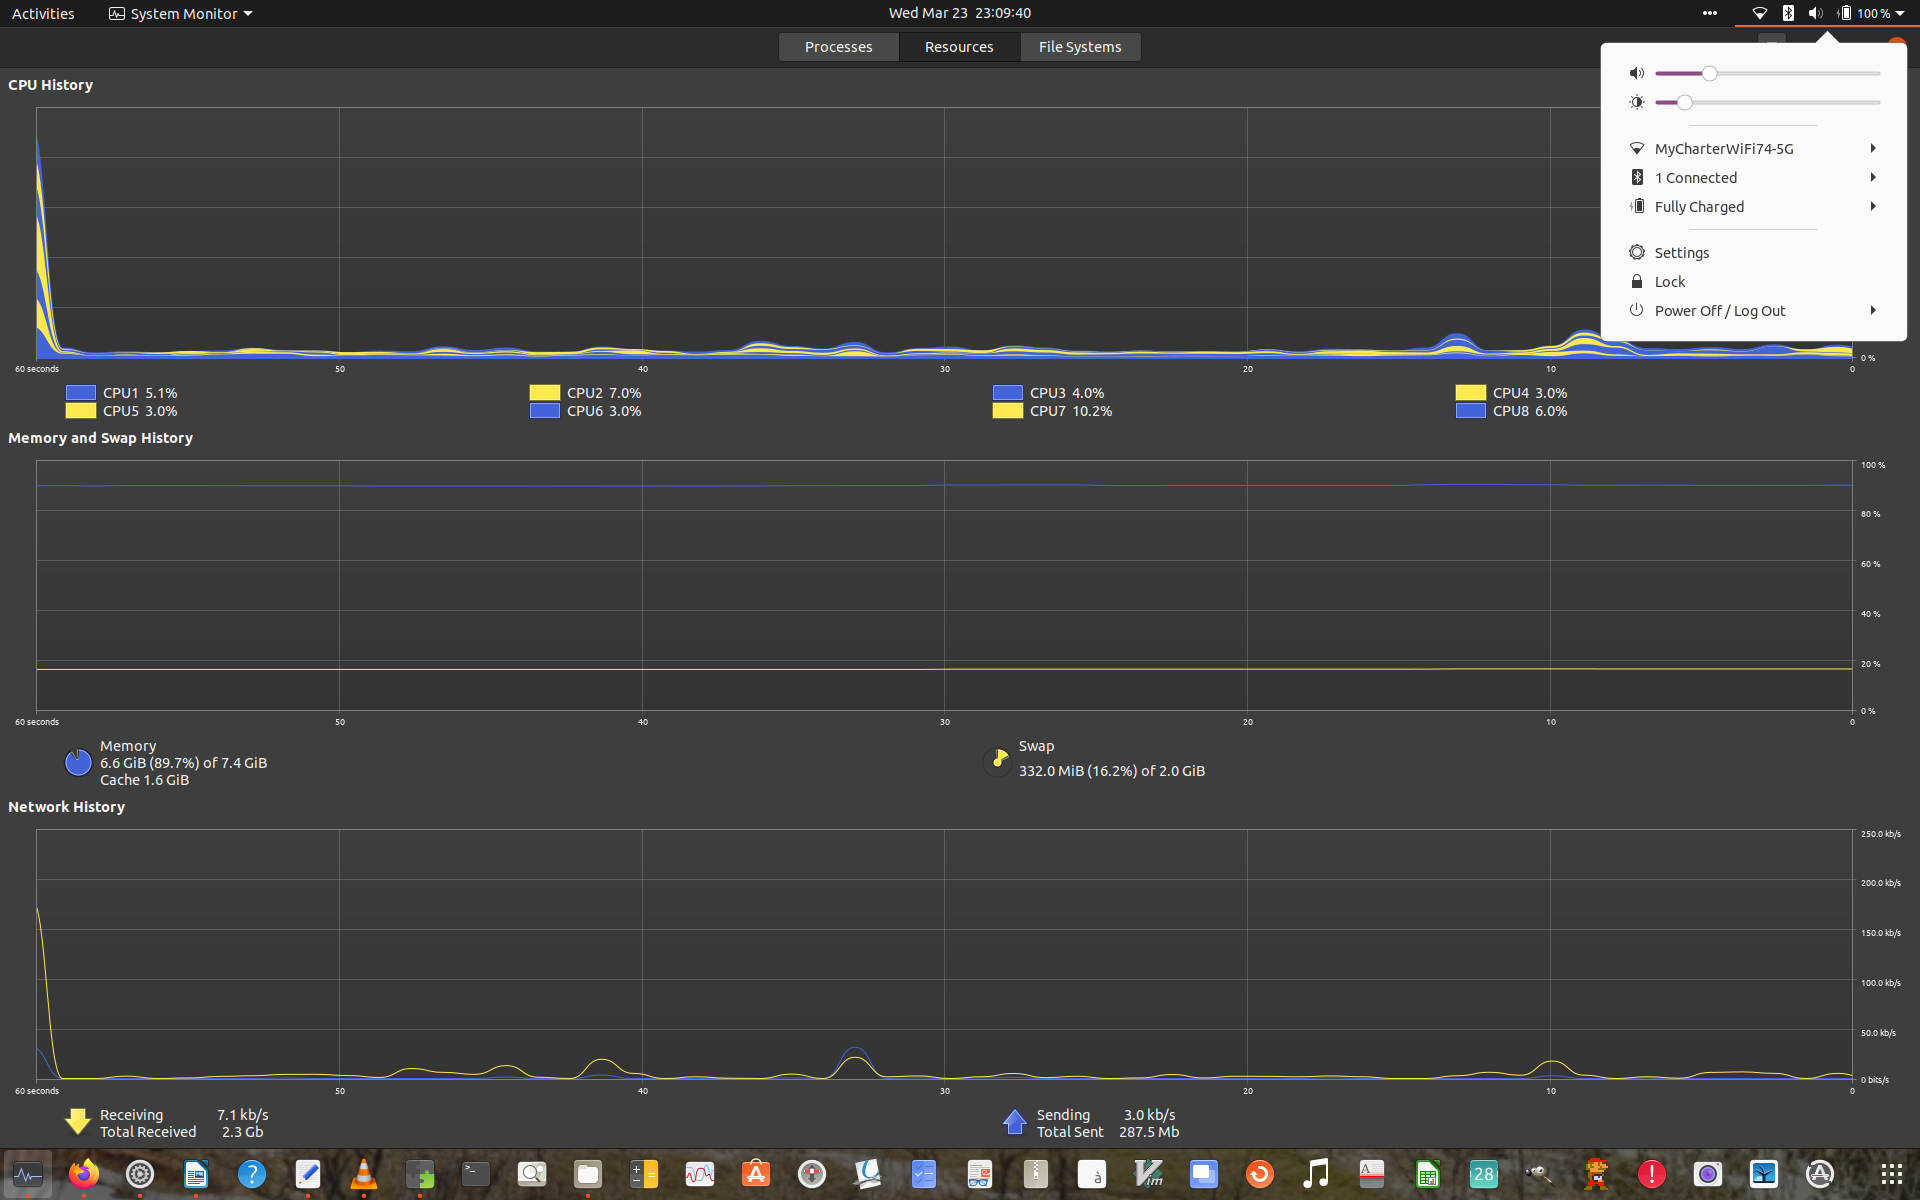 Activities
System Monitor
Wed Mar 23 23:09:40
100 %
Processes
Resources
File Systems
CPU History
MyCharterWiFi74-5G
1 Connected
Fully Charged
Settings
Lock
Power Off / Log Out
0 %
60 seconds 50 40 30 20 10 0
CPU1 5.1% CPU2 7.0% CPU3 4.0% CPU4 3.0%
CPU5 3.0% CPU6 3.0% CPU7 10.2% CPU8 6.0%
Memory and Swap History
100 %
80 %
60 %
40 %
20 %
0 %
60 seconds 50 40 30 20 10 0
Memory
6.6 GiB (89.7%) of 7.4 GiB
Cache 1.6 GiB
Swap
332.0 MiB (16.2%) of 2.0 GiB
Network History
250.0 kb/s
200.0 kb/s
150.0 kb/s
100.0 kb/s
50.0 kb/s
0 bits/s
60 seconds 50 40 30 20 10 0
Receiving 7.1 kb/s
Total Received 2.3 Gb
Sending 3.0 kb/s
Total Sent 287.5 Mb
?
>_
à
Vim
A
28
!